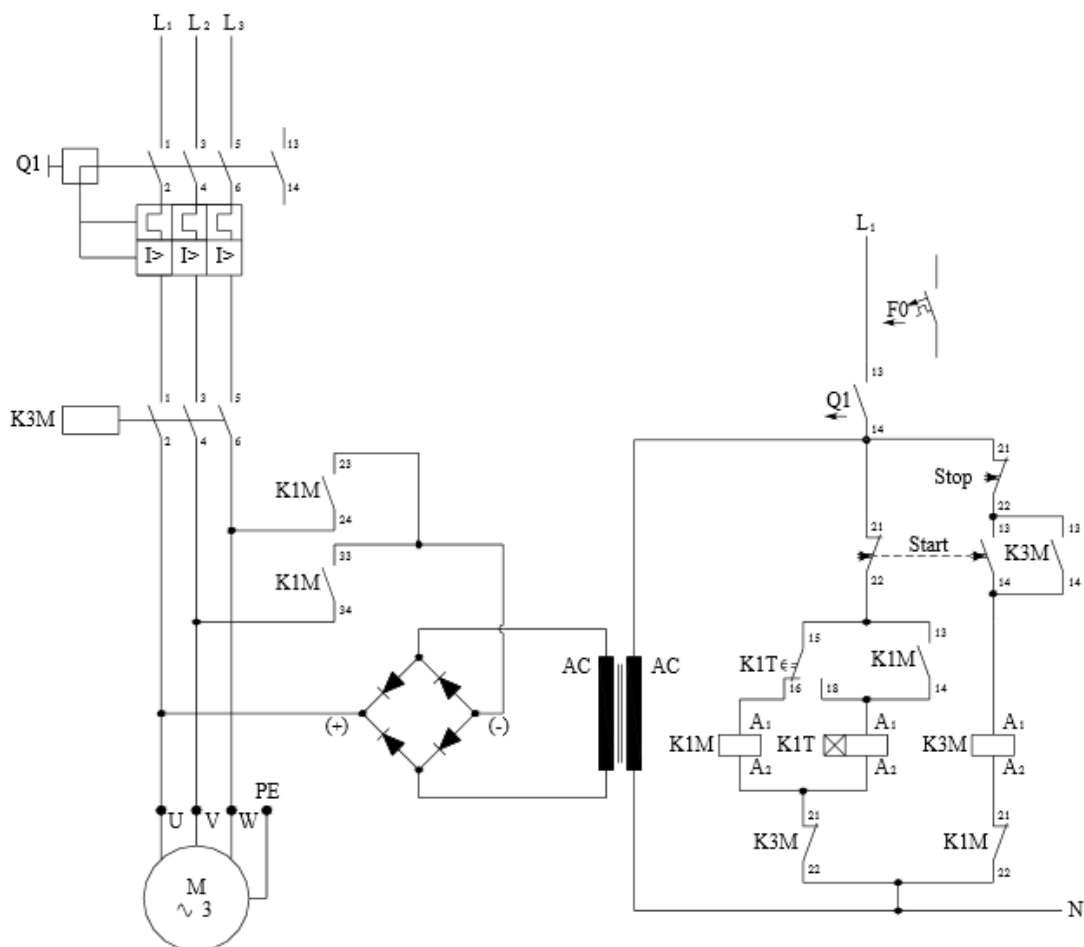 L1 L2 L3
Q1
1 3 5 13
2 4 6 14
I> I> I>
K3M
1 3 5
2 4 6
K1M
23
24
K1M
33
34
(+)
(-)
AC
AC
U
V
W
PE
M
∿ 3
L1
F0
Q1
13
14
Stop
21
22
Start
21
22
13
14
K3M
13
14
K1T
15
16
18
K1M
13
14
K1M
A1
A2
K1T
A1
A2
K3M
A1
A2
K3M
21
22
K1M
21
22
N